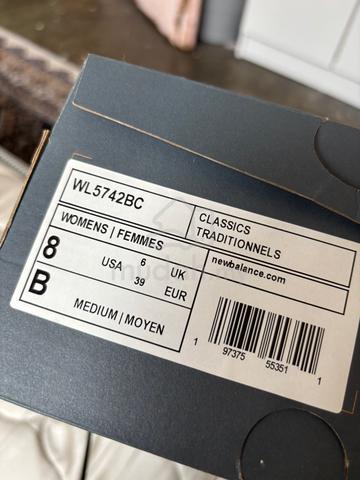 WL5742BC
CLASSICS
TRADITIONNELS
WOMENS | FEMMES
newbalance.com
8 USA 6 UK
39 EUR
B MEDIUM | MOYEN
1 97375 55351 1